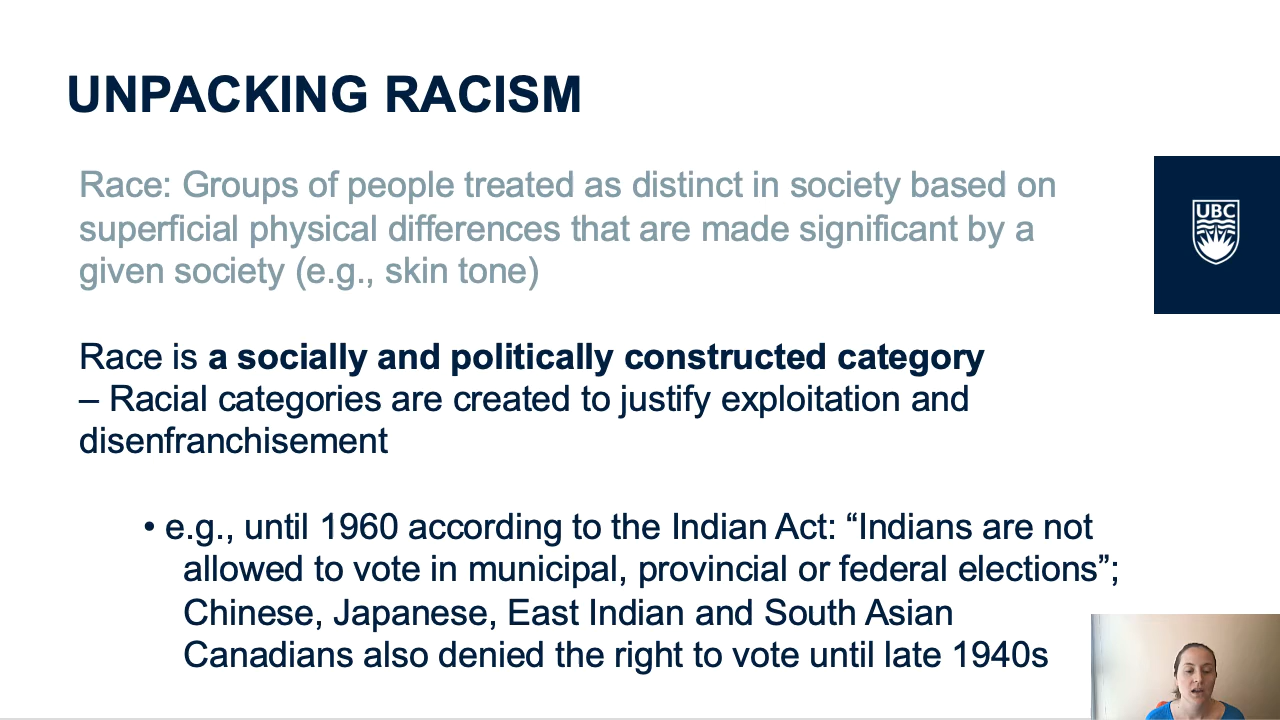 UNPACKING RACISM
Race: Groups of people treated as distinct in society based on
superficial physical differences that are made significant by a
given society (e.g., skin tone)
UBC
Race is a socially and politically constructed category
– Racial categories are created to justify exploitation and
disenfranchisement
• e.g., until 1960 according to the Indian Act: “Indians are not
allowed to vote in municipal, provincial or federal elections”;
Chinese, Japanese, East Indian and South Asian
Canadians also denied the right to vote until late 1940s